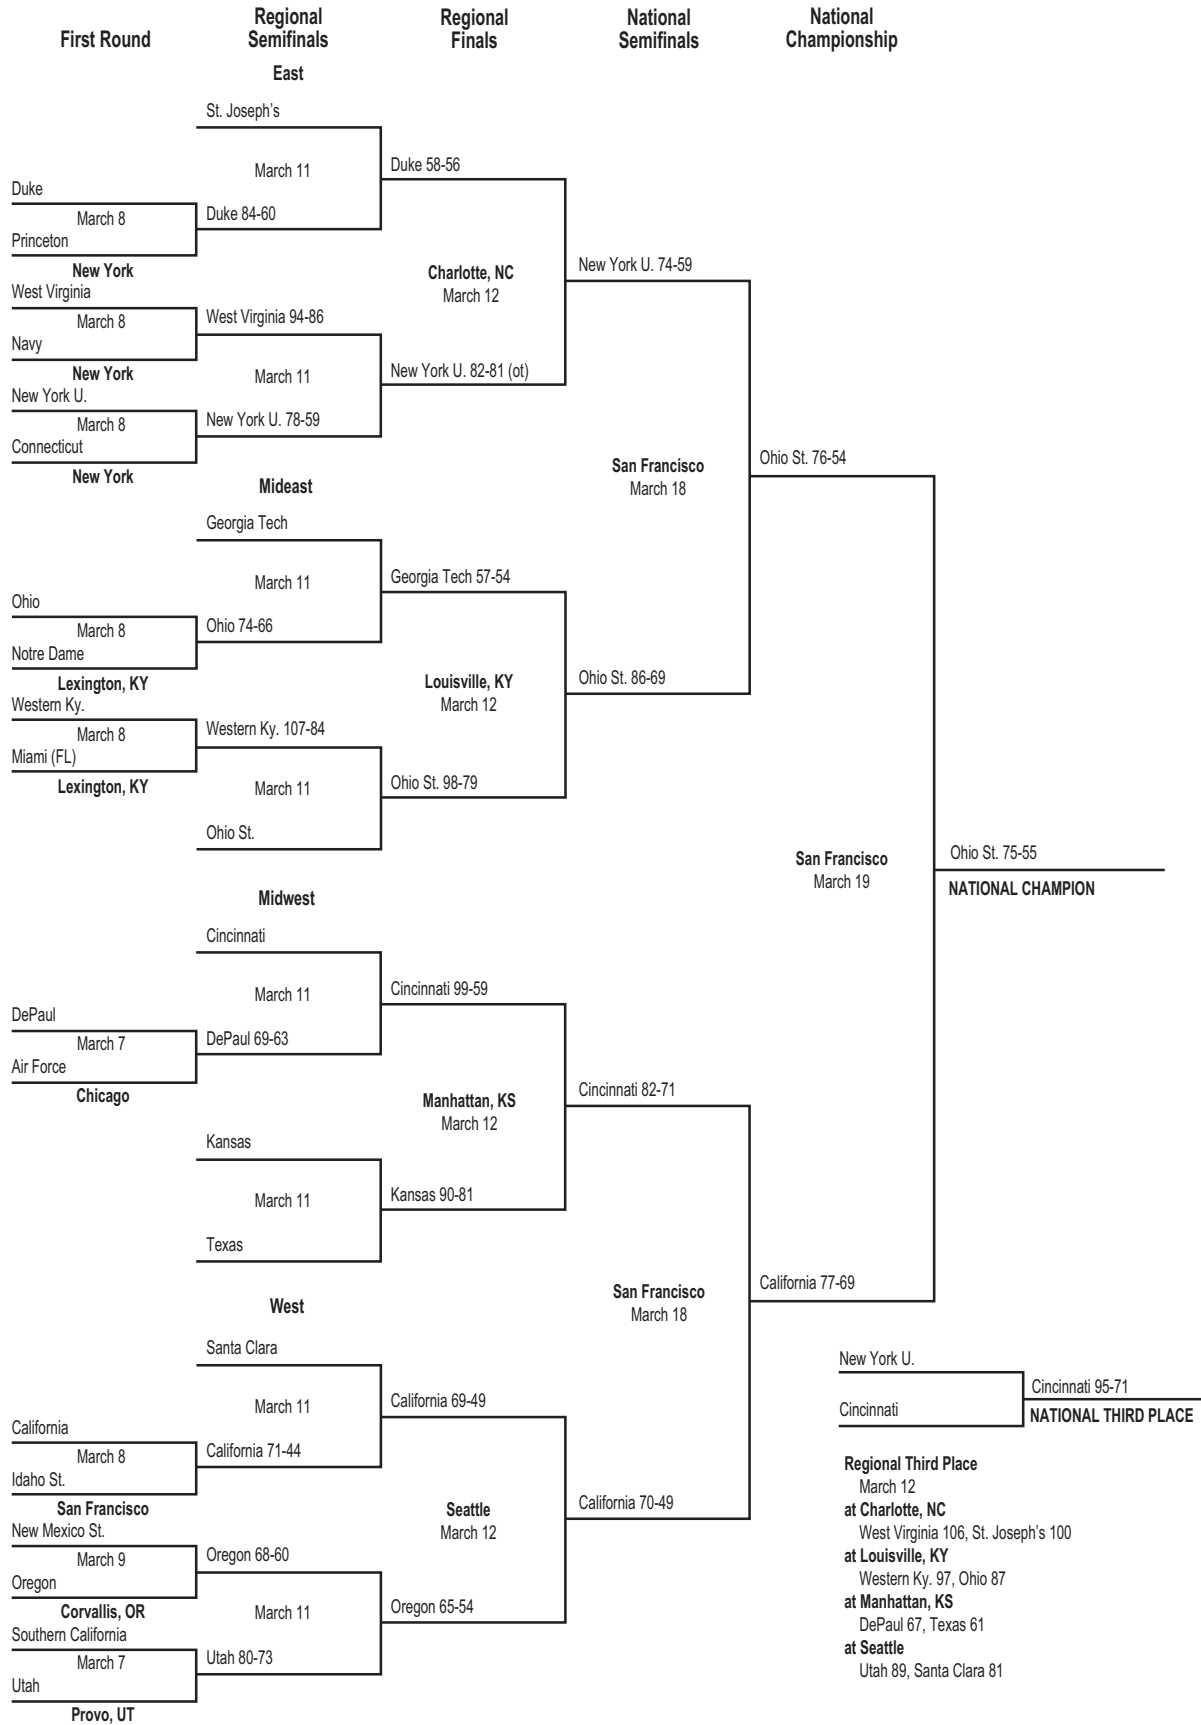 First Round
Regional
Semifinals
Regional
Finals
National
Semifinals
National
Championship
East
St. Joseph's
March 11
Duke 58-56
Duke
March 8
Duke 84-60
Princeton
New York
West Virginia
March 8
West Virginia 94-86
Navy
New York
March 11
New York U. 82-81 (ot)
New York U.
March 8
New York U. 78-59
Connecticut
New York
Charlotte, NC
March 12
New York U. 74-59
Mideast
Georgia Tech
March 11
Georgia Tech 57-54
Ohio
March 8
Ohio 74-66
Notre Dame
Lexington, KY
Western Ky.
March 8
Western Ky. 107-84
Miami (FL)
Lexington, KY
March 11
Ohio St. 98-79
Ohio St.
Louisville, KY
March 12
Ohio St. 86-69
San Francisco
March 18
Ohio St. 76-54
Midwest
Cincinnati
March 11
Cincinnati 99-59
DePaul
March 7
DePaul 69-63
Air Force
Chicago
Manhattan, KS
March 12
Cincinnati 82-71
Kansas
March 11
Kansas 90-81
Texas
West
Santa Clara
March 11
California 69-49
California
March 8
California 71-44
Idaho St.
San Francisco
New Mexico St.
March 9
Oregon 68-60
Oregon
Corvallis, OR
March 11
Oregon 65-54
Southern California
March 7
Utah 80-73
Utah
Provo, UT
Seattle
March 12
California 70-49
San Francisco
March 18
California 77-69
San Francisco
March 19
Ohio St. 75-55
NATIONAL CHAMPION
New York U.
Cincinnati
Cincinnati 95-71
NATIONAL THIRD PLACE
Regional Third Place
March 12
at Charlotte, NC
West Virginia 106, St. Joseph's 100
at Louisville, KY
Western Ky. 97, Ohio 87
at Manhattan, KS
DePaul 67, Texas 61
at Seattle
Utah 89, Santa Clara 81